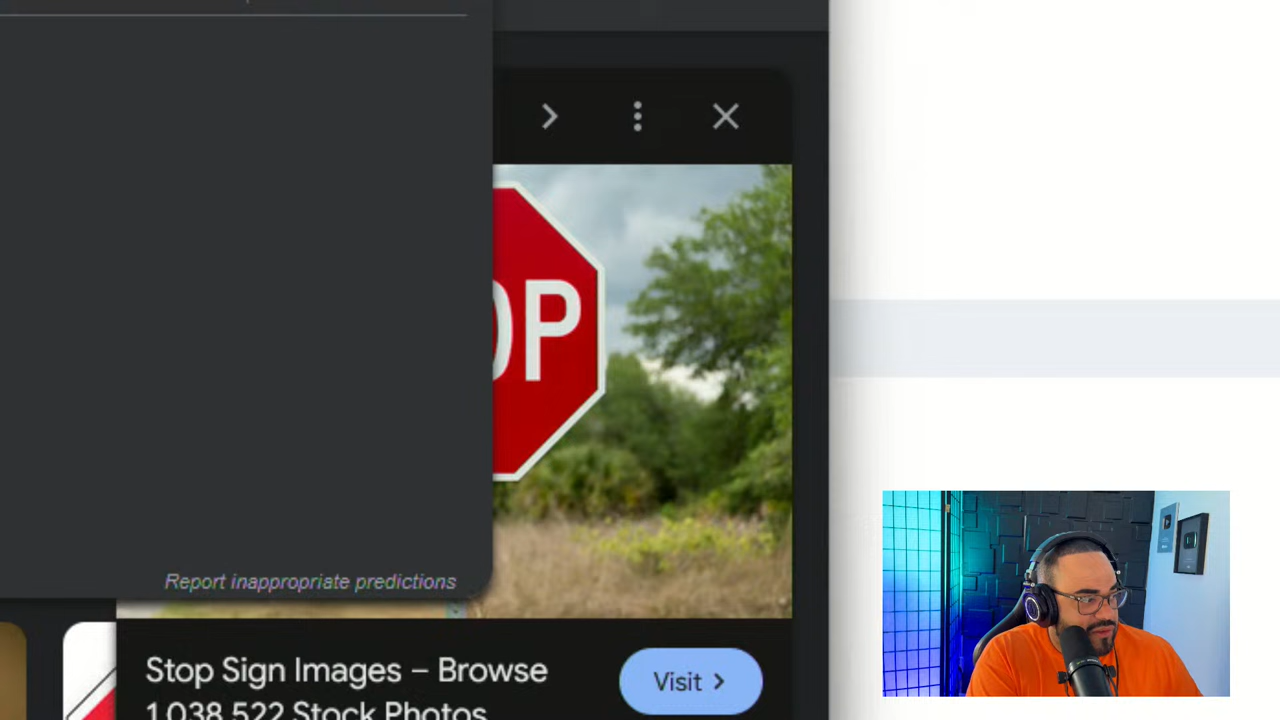 OP
Report inappropriate predictions
Stop Sign Images – Browse
Visit
1,038,522 Stock Photos